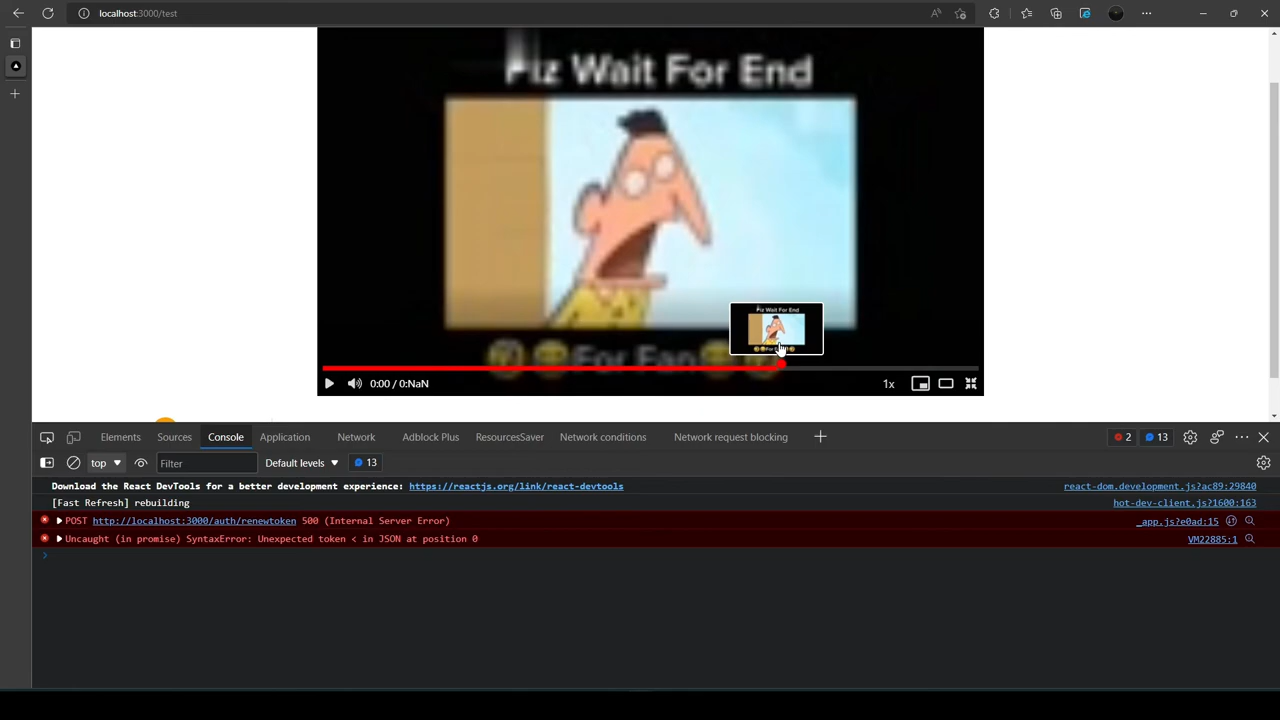 localhost:3000/test
Wait For End
For Fan
Wait For End
0:00 / 0:NaN
1x
Elements Sources Console Application Network Adblock Plus ResourcesSaver Network conditions Network request blocking 2 13
top Filter Default levels 13
Download the React DevTools for a better development experience: https://reactjs.org/link/react-devtools react-dom.development.js?ac89:29840
[Fast Refresh] rebuilding hot-dev-client.js?1600:163
POST http://localhost:3000/auth/renewtoken 500 (Internal Server Error) _app.js?e0ad:15
Uncaught (in promise) SyntaxError: Unexpected token < in JSON at position 0 VM22885:1